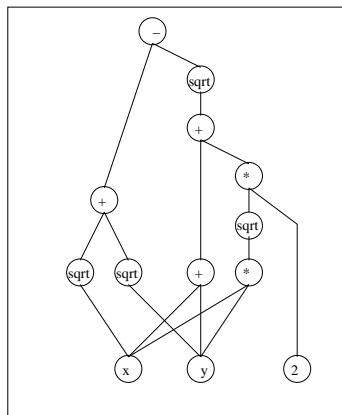 –
sqrt
+
*
+
sqrt
sqrt sqrt + *
x y 2